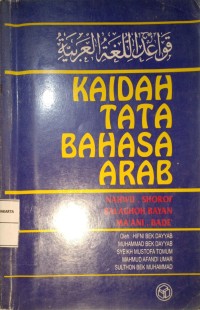 قواعد اللغة العربية
KAIDAH
TATA
BAHASA
ARAB
NAHWU SHOROF
BALAGHOH BAYAN
MA'ANI BADI'
Oleh : HIFNI BEK DAYYAB
MUHAMMAD BEK DAYYAB
SYEIKH MUSTOFA TOMUM
MAHMUD AFANDI UMAR
SULTHON BEK MUHAMMAD